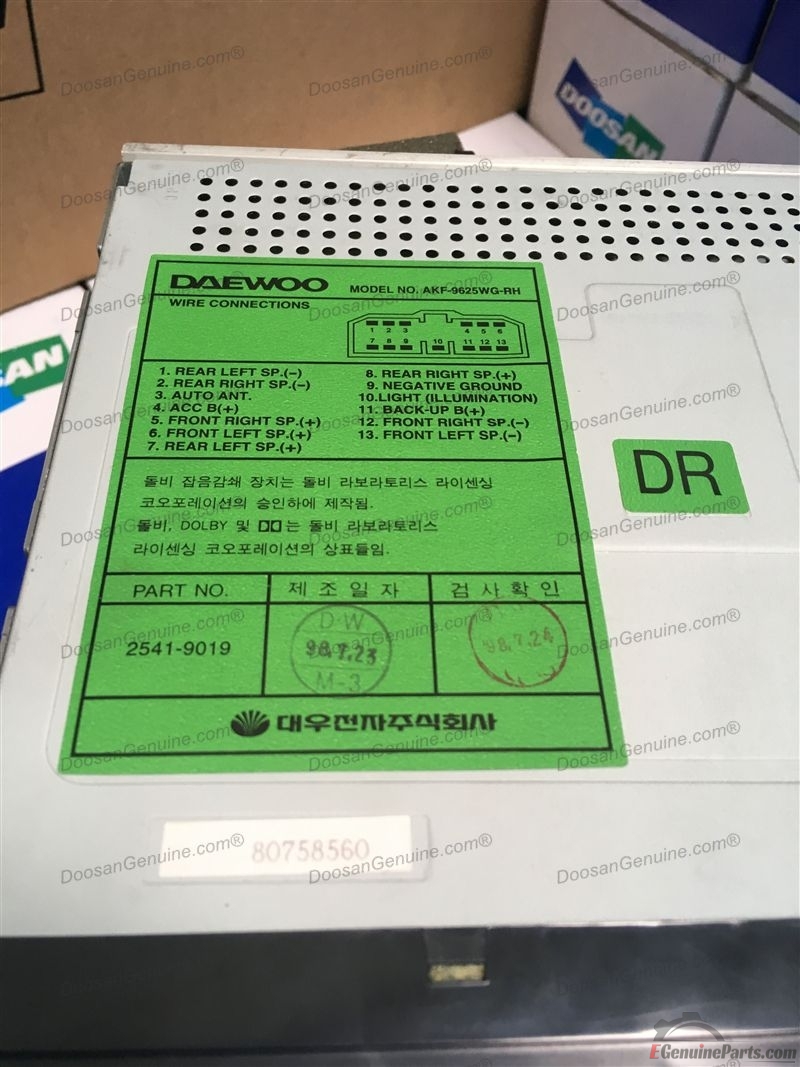 DOOSAN
SAN
DAEWOO MODEL NO. AKF-9625WG-RH
WIRE CONNECTIONS
1 2 3 4 5 6
7 8 9 10 11 12 13
1. REAR LEFT SP.(-)
2. REAR RIGHT SP.(-)
3. AUTO ANT.
4. ACC B(+)
5. FRONT RIGHT SP.(+)
6. FRONT LEFT SP.(+)
7. REAR LEFT SP.(+)
8. REAR RIGHT SP.(+)
9. NEGATIVE GROUND
10.LIGHT (ILLUMINATION)
11. BACK-UP B(+)
12. FRONT RIGHT SP.(-)
13. FRONT LEFT SP.(-)
돌비 잡음감쇄 장치는 돌비 라보라토리스 라이센싱
코오포레이션의 승인하에 제작됨.
돌비, DOLBY 및 는 돌비 라보라토리스
라이센싱 코오포레이션의 상표들임.
PART NO. 제조일자 검사확인
2541-9019
D W
98.7.23
M-3
98.7.24
대우전자주식회사
DR
80758560
DoosanGenuine.com®
EGenuineParts.com